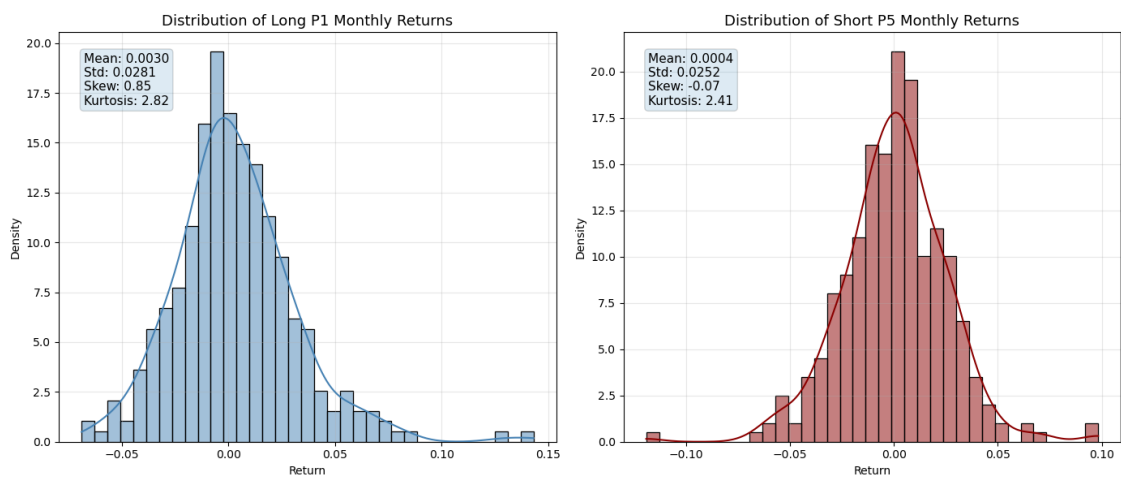 Distribution of Long P1 Monthly Returns
Mean: 0.0030
Std: 0.0281
Skew: 0.85
Kurtosis: 2.82
20.0
17.5
15.0
12.5
10.0
7.5
5.0
2.5
0.0
Density
−0.05
0.00
0.05
0.10
0.15
Return
Distribution of Short P5 Monthly Returns
Mean: 0.0004
Std: 0.0252
Skew: -0.07
Kurtosis: 2.41
20.0
17.5
15.0
12.5
10.0
7.5
5.0
2.5
0.0
Density
−0.10
−0.05
0.00
0.05
0.10
Return